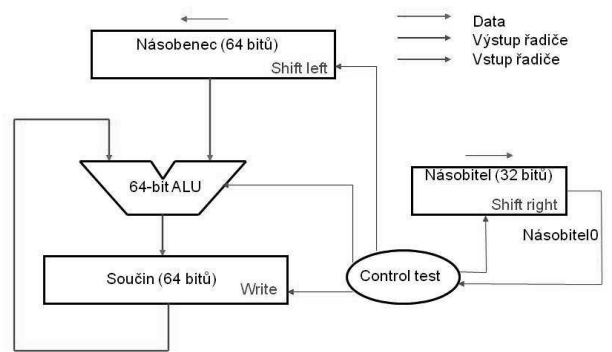 Násobenec (64 bitů)
Shift left
Data
Výstup řadiče
Vstup řadiče
64-bit ALU
Násobitel (32 bitů)
Shift right
Násobitel0
Součin (64 bitů)
Write
Control test